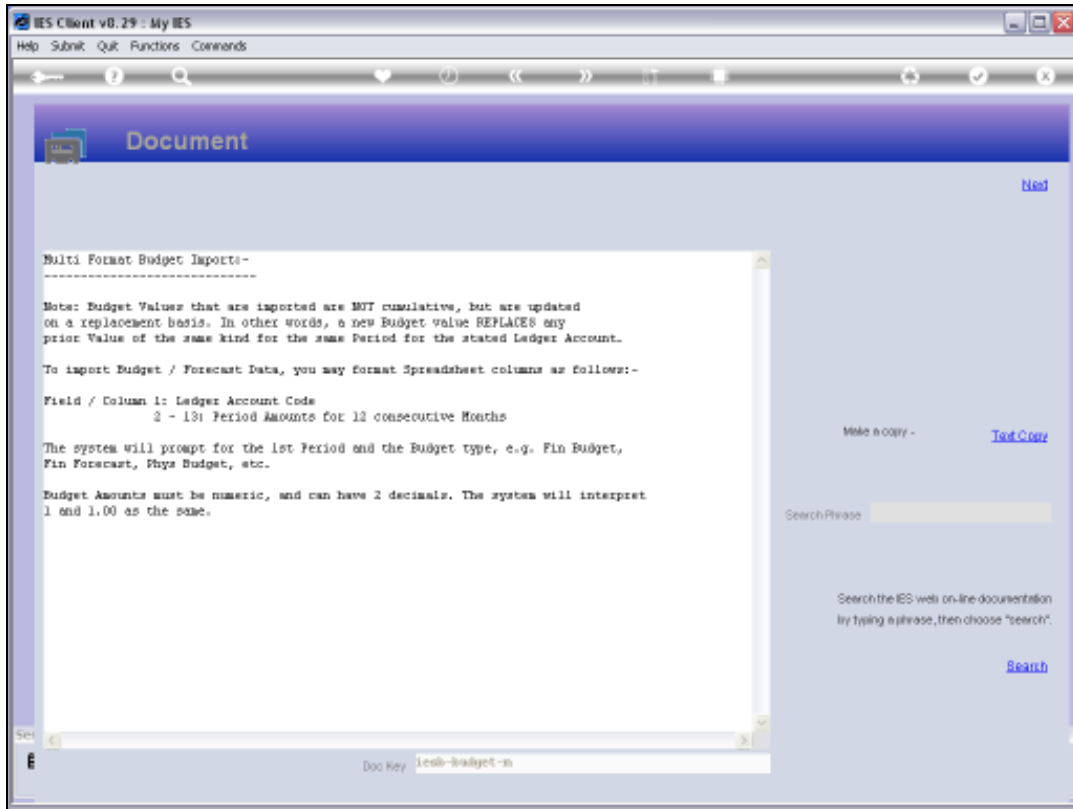 IES Client v8.29 : My IES
Help Submit Quit Functions Commands
Document
Next
Multi Format Budget Import:-
----------------------------
Note: Budget Values that are imported are NOT cumulative, but are updated
on a replacement basis. In other words, a new Budget value REPLACES any
prior Value of the same kind for the same Period for the stated Ledger Account.
To import Budget / Forecast Data, you may format Spreadsheet columns as follows:-
Field / Column 1: Ledger Account Code
2 - 13: Period Amounts for 12 consecutive Months
The system will prompt for the 1st Period and the Budget type, e.g. Fin Budget,
Fin Forecast, Phys Budget, etc.
Budget Amounts must be numeric, and can have 2 decimals. The system will interpret
1 and 1.00 as the same.
Make a copy -
Text Copy
Search Phrase
Search the IES web on-line documentation
by typing a phrase, then choose "search".
Search
Doc Key iesb-budget-m